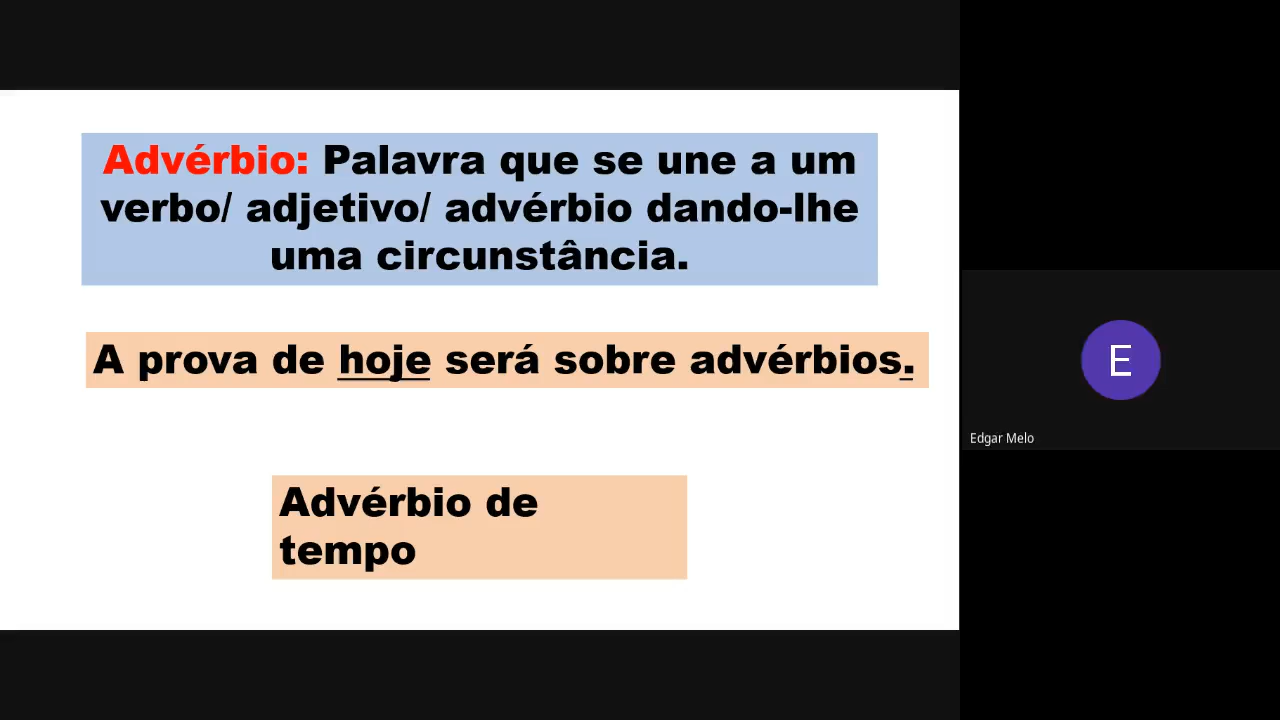 Advérbio: Palavra que se une a um
verbo/ adjetivo/ advérbio dando-lhe
uma circunstância.
A prova de hoje será sobre advérbios.
Advérbio de
tempo
E
Edgar Melo